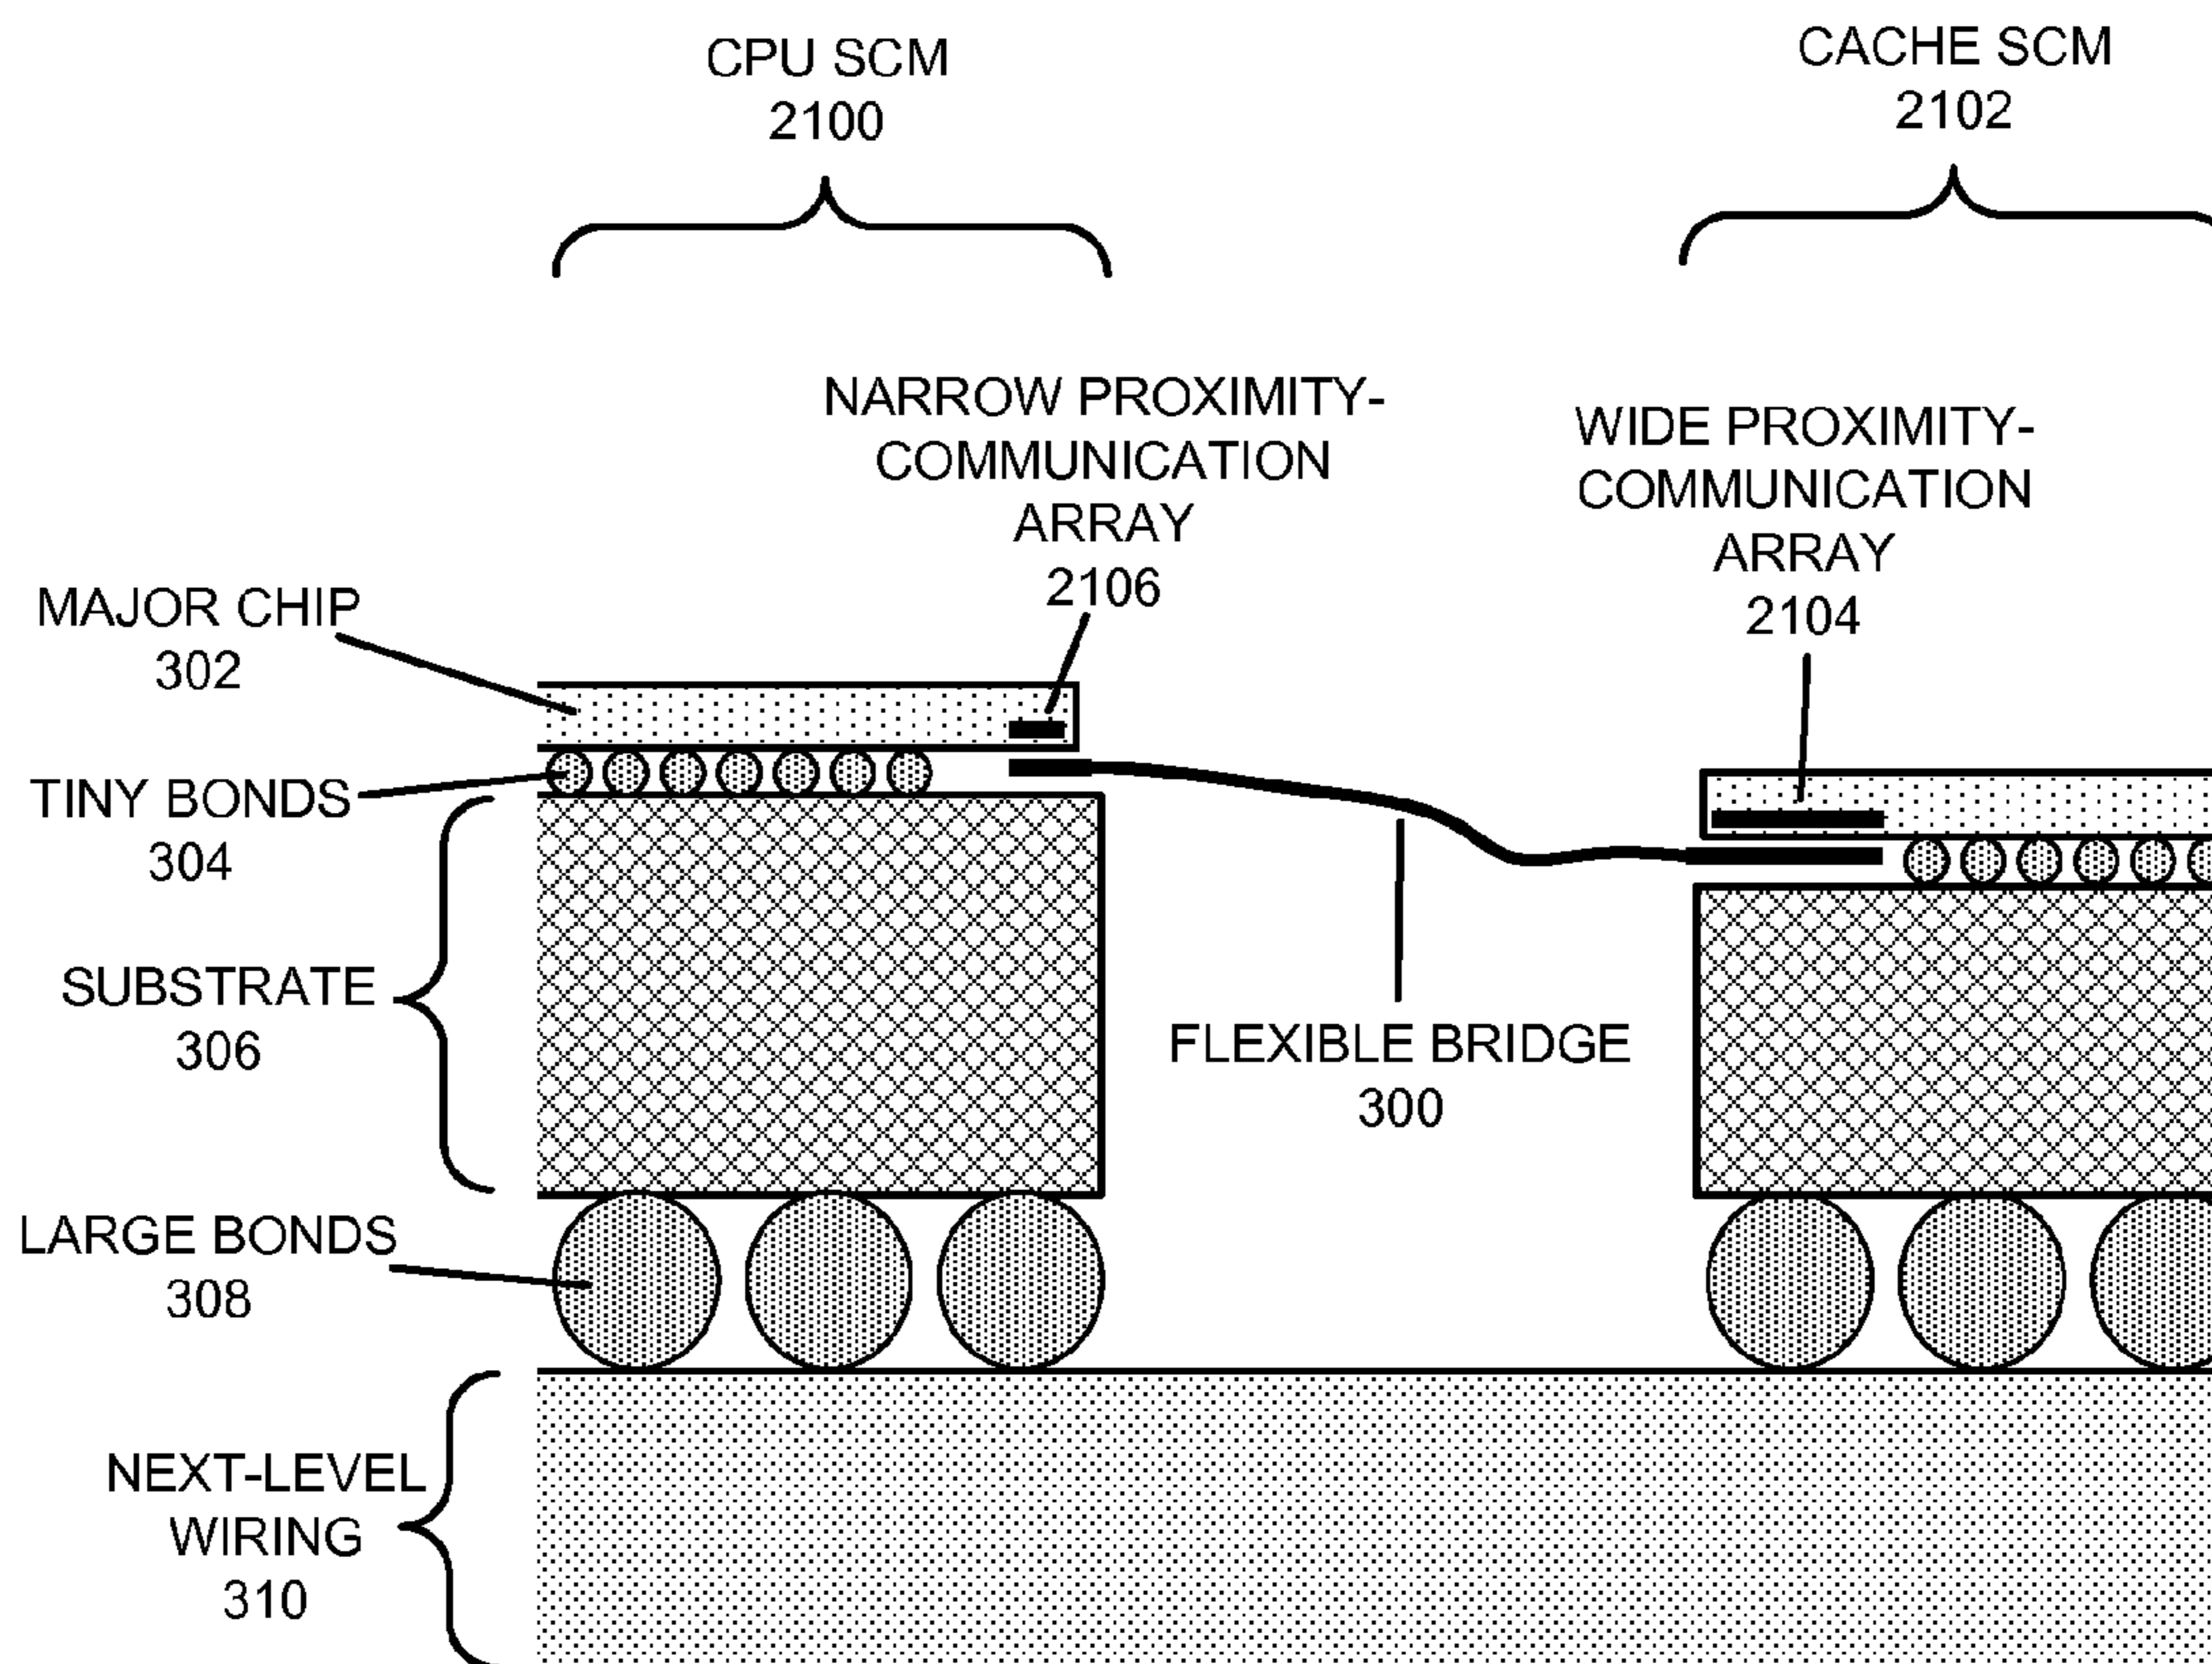 CPU SCM
2100
CACHE SCM
2102
NARROW PROXIMITY-
COMMUNICATION
ARRAY
2106
WIDE PROXIMITY-
COMMUNICATION
ARRAY
2104
MAJOR CHIP
302
TINY BONDS
304
SUBSTRATE
306
FLEXIBLE BRIDGE
300
LARGE BONDS
308
NEXT-LEVEL
WIRING
310